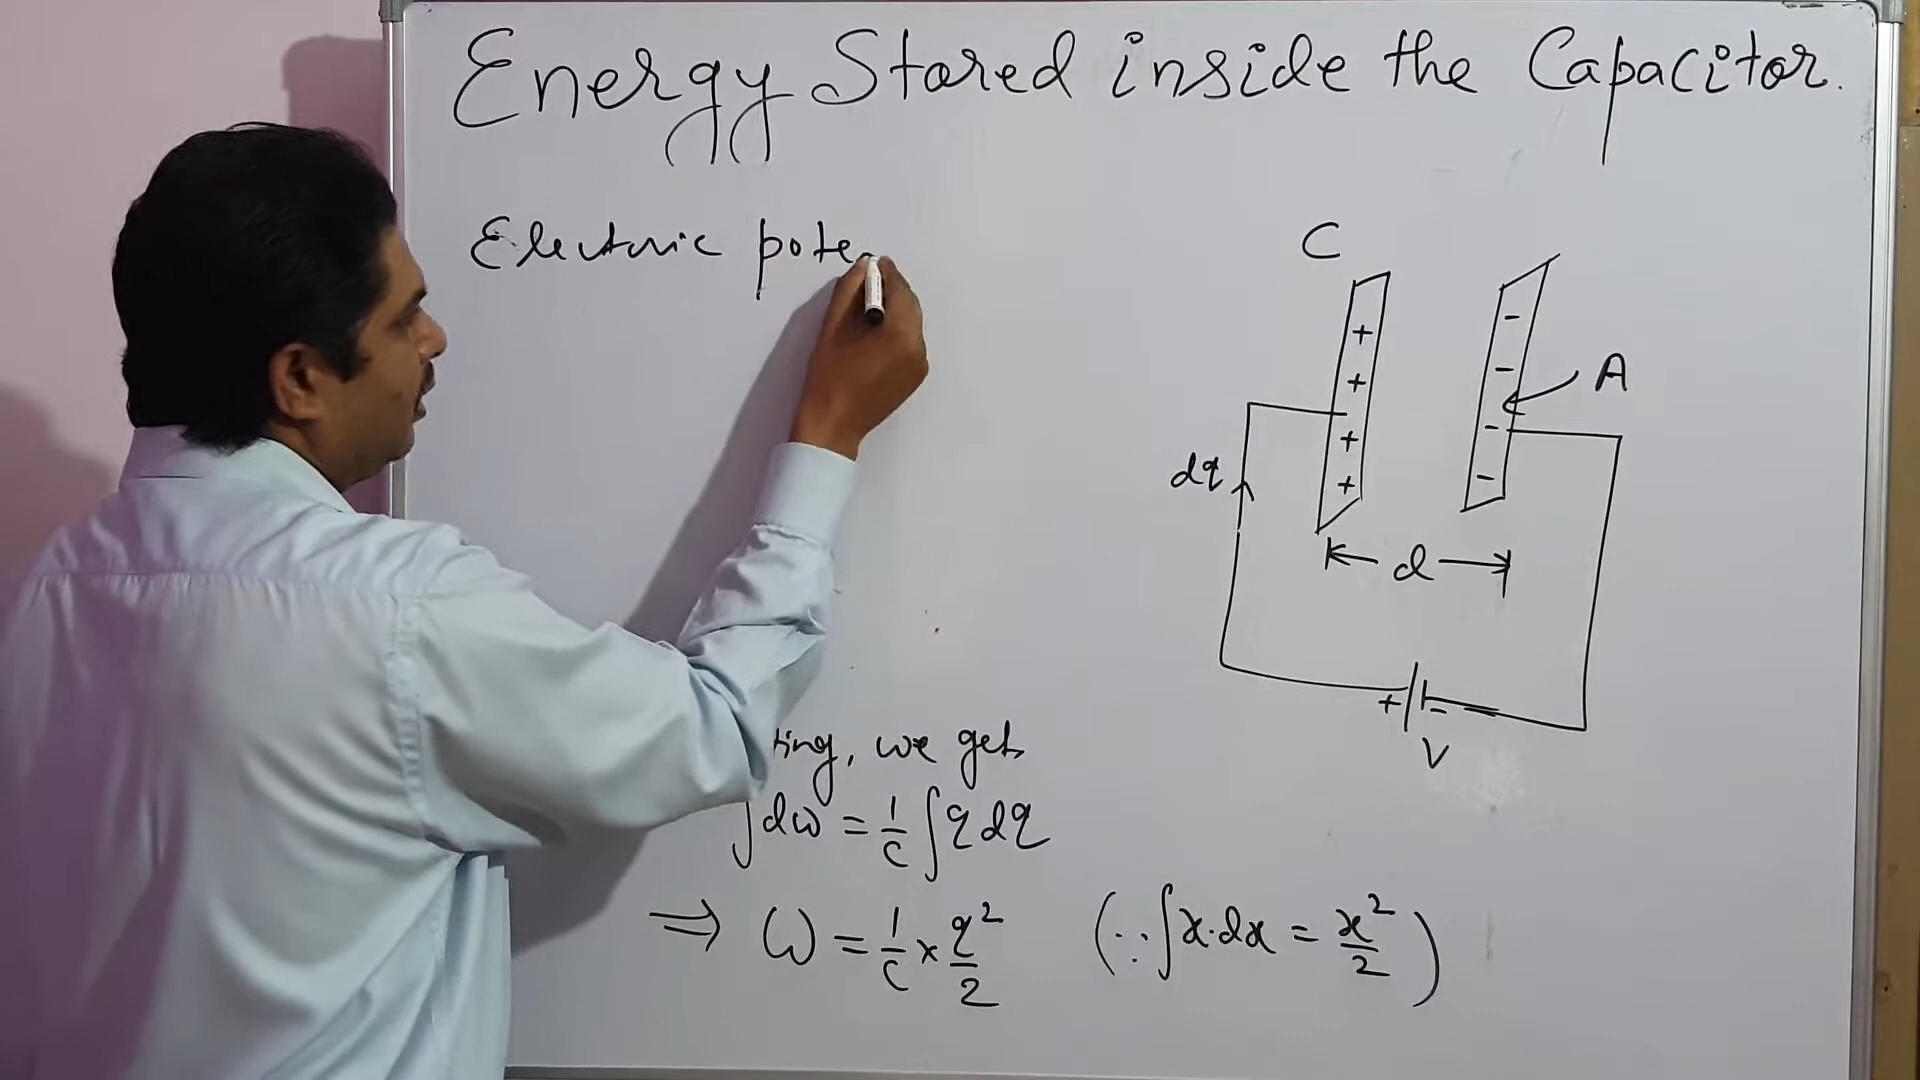 Energy Stored inside the Capacitor.
Electric pote
C
+
-
+
-
A
+
-
+
-
dq
d
+ -
V
ting, we get,
∫dw = 1/c ∫q dq
⇒ W = 1/c × q²/2 (∵ ∫x·dx = x²/2)